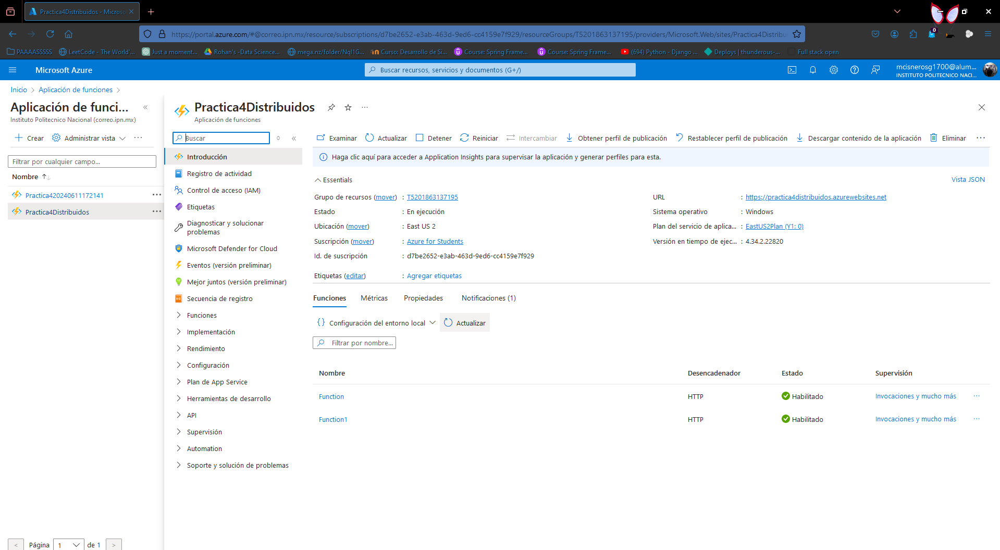 Practica4Distribuidos - Microso
https://portal.azure.com/#@correo.ipn.mx/resource/subscriptions/d7be2652-e3ab-463d-9ed6-cc4159e7f929/resourceGroups/T5201863137195/providers/Microsoft.Web/sites/Practica4Distribu
0
PAAAASSSSS
LeetCode - The World'...
Just a moment...
Rohan's -Data Science...
mega.nz/folder/NqI1G...
Curso: Desarrollo de Si...
Course: Spring Frame...
Course: Spring Frame...
(694) Python - Django ...
Deploys | thunderous-...
Full stack open
Microsoft Azure
Buscar recursos, servicios y documentos (G+/)
mcisnerosg1700@alum...
INSTITUTO POLITECNICO NACI...
Inicio > Aplicación de funciones >
Aplicación de funci...
Instituto Politecnico Nacional (correo.ipn.mx)
Crear
Administrar vista
Filtrar por cualquier campo...
Nombre
Practica420240611172141
Practica4Distribuidos
< Página 1 de 1 >
Practica4Distribuidos
Aplicación de funciones
Buscar
Introducción
Registro de actividad
Control de acceso (IAM)
Etiquetas
Diagnosticar y solucionar
problemas
Microsoft Defender for Cloud
Eventos (versión preliminar)
Mejor juntos (versión preliminar)
Secuencia de registro
Funciones
Implementación
Rendimiento
Configuración
Plan de App Service
Herramientas de desarrollo
API
Supervisión
Automation
Soporte y solución de problemas
Examinar
Actualizar
Detener
Reiniciar
Intercambiar
Obtener perfil de publicación
Restablecer perfil de publicación
Descargar contenido de la aplicación
Eliminar
Haga clic aquí para acceder a Application Insights para supervisar la aplicación y generar perfiles para esta.
Essentials
Vista JSON
Grupo de recursos (mover) : T5201863137195
Estado : En ejecución
Ubicación (mover) : East US 2
Suscripción (mover) : Azure for Students
Id. de suscripción : d7be2652-e3ab-463d-9ed6-cc4159e7f929
Etiquetas (editar) : Agregar etiquetas
URL : https://practica4distribuidos.azurewebsites.net
Sistema operativo : Windows
Plan del servicio de aplica... : EastUS2Plan (Y1: 0)
Versión en tiempo de ejec... : 4.34.2.22820
Funciones
Métricas
Propiedades
Notificaciones (1)
Configuración del entorno local
Actualizar
Filtrar por nombre...
Nombre Desencadenador Estado Supervisión
Function HTTP Habilitado Invocaciones y mucho más
Function1 HTTP Habilitado Invocaciones y mucho más